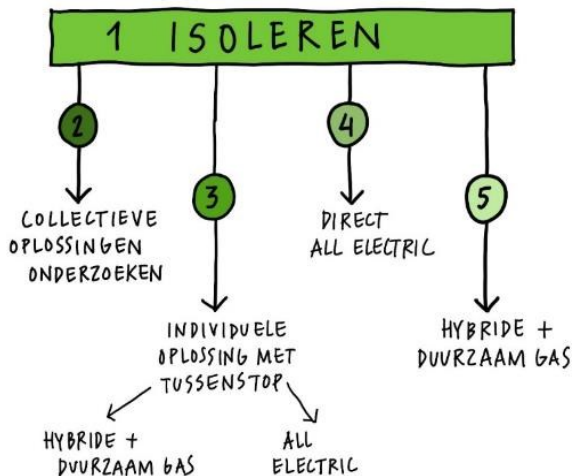 1 ISOLEREN
2
COLLECTIEVE
OPLOSSINGEN
ONDERZOEKEN
3
INDIVIDUELE
OPLOSSING MET
TUSSENSTOP
HYBRIDE +
DUURZAAM GAS
ALL
ELECTRIC
4
DIRECT
ALL ELECTRIC
5
HYBRIDE +
DUURZAAM GAS